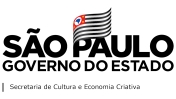 SÃO PAULO
GOVERNO DO ESTADO
Secretaria de Cultura e Economia Criativa